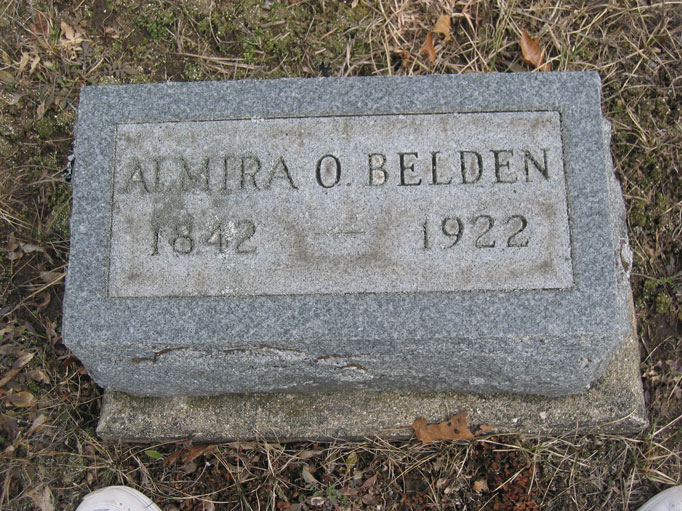 ALMIRA O. BELDEN
1842 — 1922